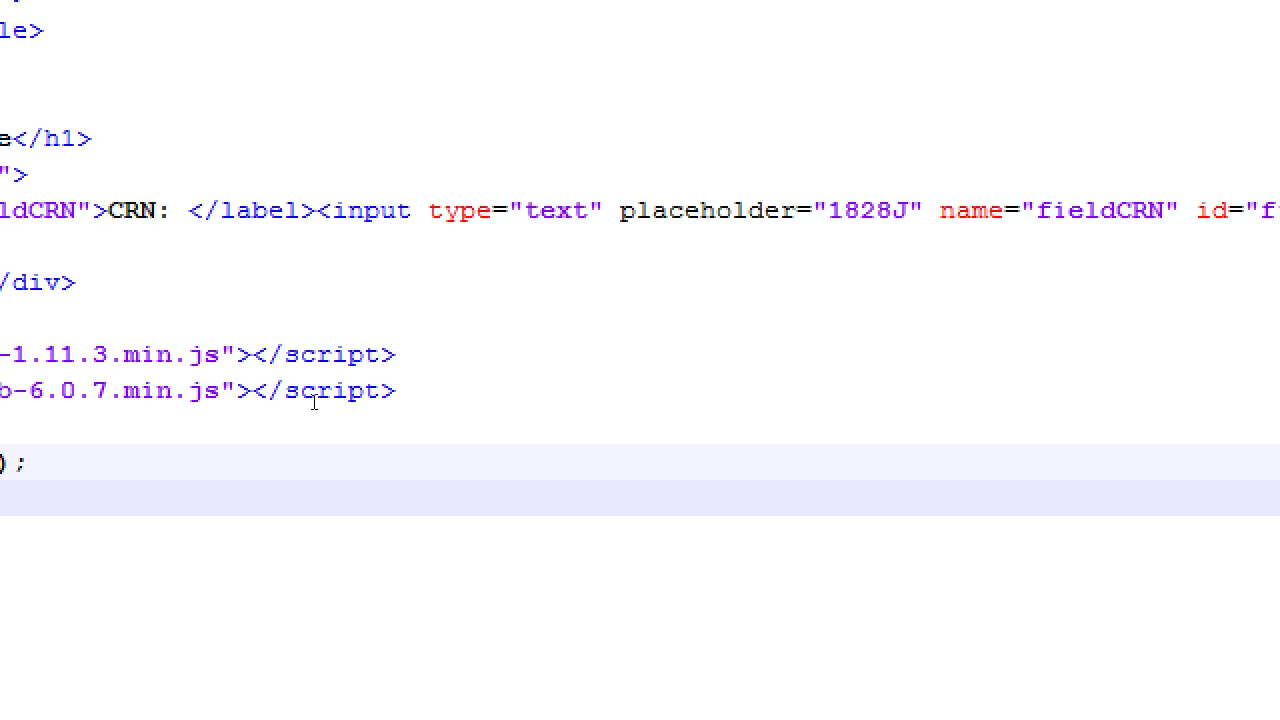 le>
e</h1>
">
ldCRN">CRN: </label><input type="text" placeholder="1828J" name="fieldCRN" id="f
/div>
-1.11.3.min.js"></script>
b-6.0.7.min.js"></script>
);